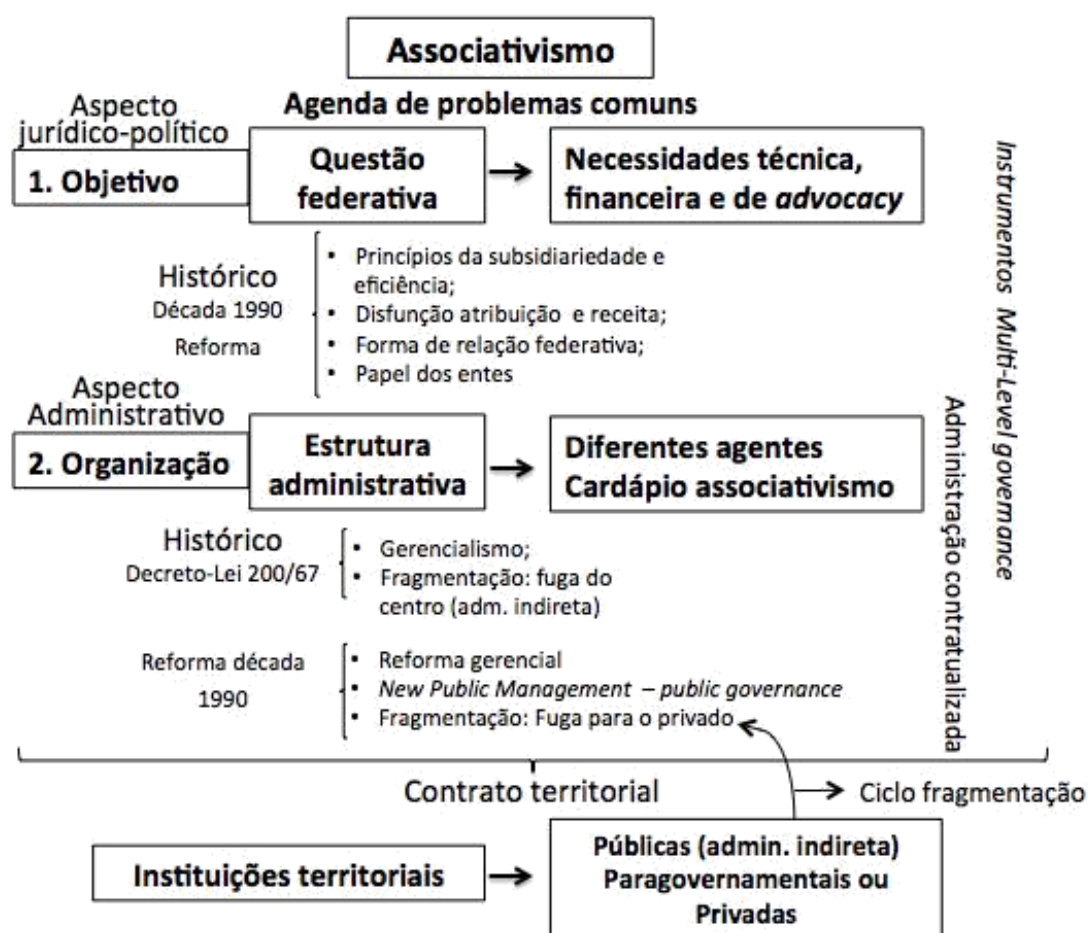 Associativismo
Agenda de problemas comuns
Aspecto
jurídico-político
1. Objetivo
Questão
federativa
Necessidades técnica,
financeira e de advocacy
Histórico
Década 1990
Reforma
• Princípios da subsidiariedade e
eficiência;
• Disfunção atribuição e receita;
• Forma de relação federativa;
• Papel dos entes
Aspecto
Administrativo
2. Organização
Estrutura
administrativa
Diferentes agentes
Cardápio associativismo
Histórico
Decreto-Lei 200/67
• Gerencialismo;
• Fragmentação: fuga do
centro (adm. indireta)
Reforma década
1990
• Reforma gerencial
• New Public Management – public governance
• Fragmentação: Fuga para o privado
Administração contratualizada
Instrumentos Multi-Level governance
Contrato territorial
Ciclo fragmentação
Instituições territoriais
Públicas (admin. indireta)
Paragovernamentais ou
Privadas